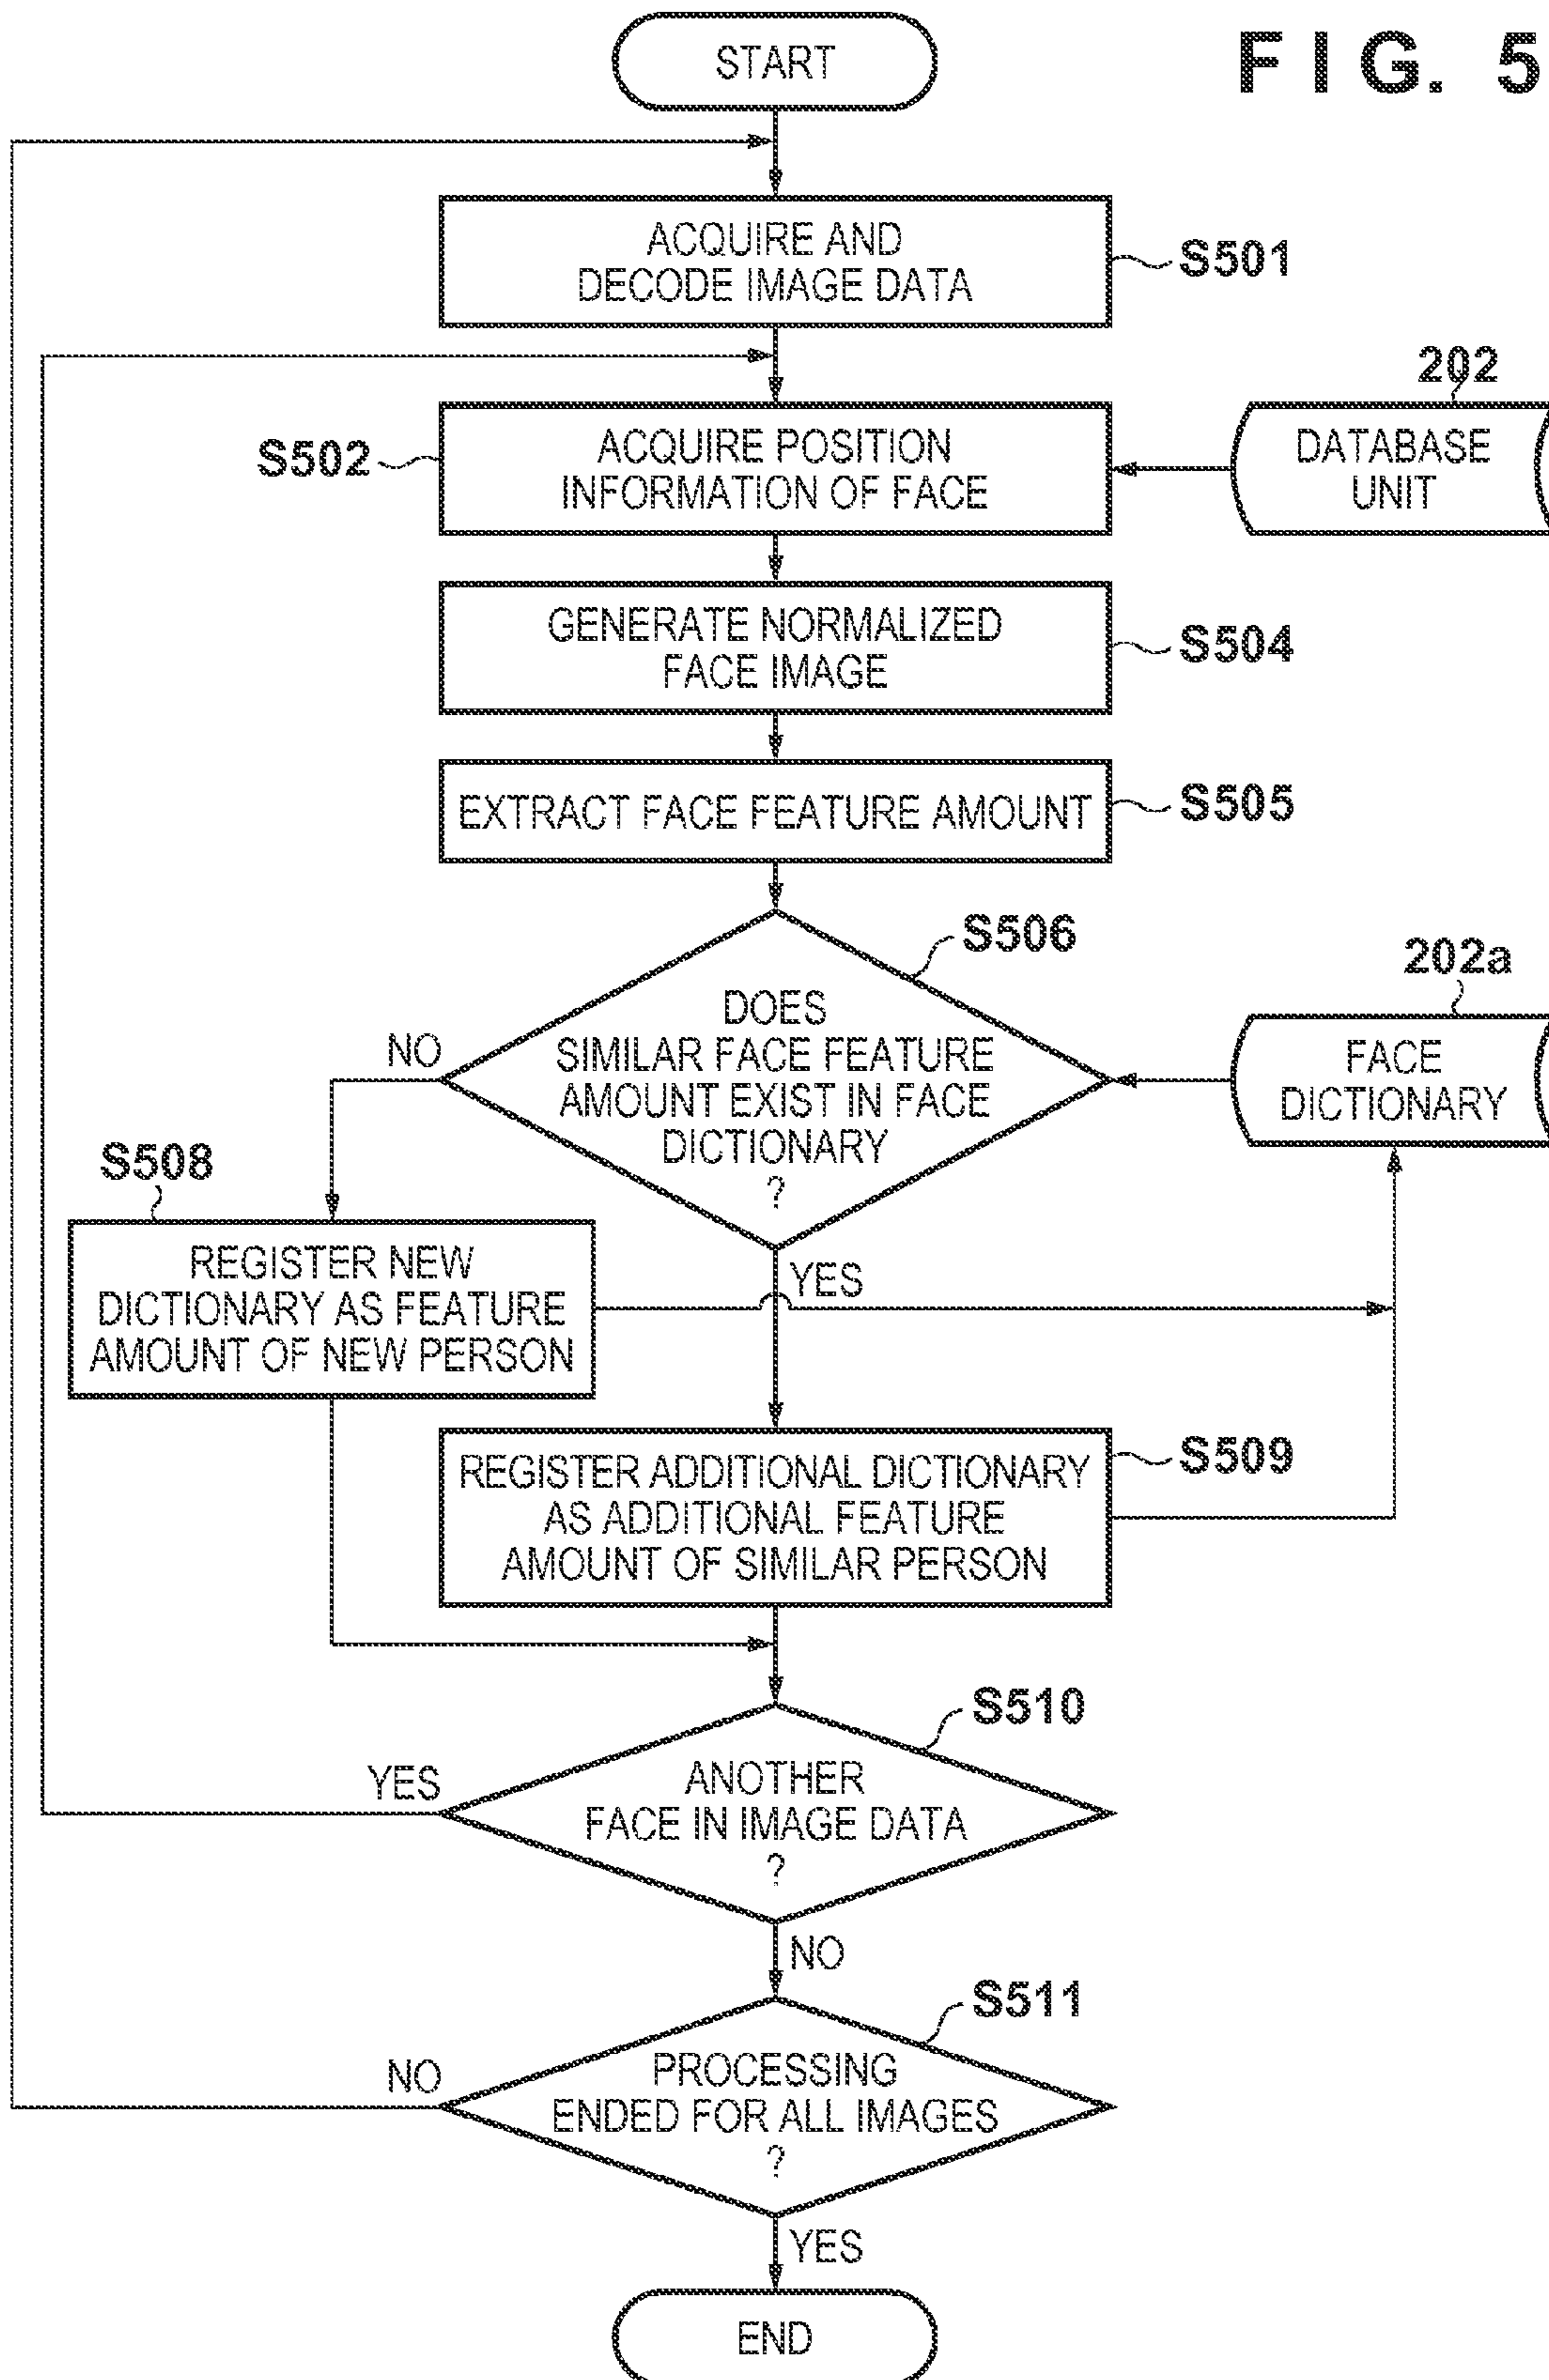 START
FIG. 5
ACQUIRE AND
DECODE IMAGE DATA
S501
202
S502
ACQUIRE POSITION
INFORMATION OF FACE
DATABASE
UNIT
GENERATE NORMALIZED
FACE IMAGE
S504
EXTRACT FACE FEATURE AMOUNT
S505
S506
202a
DOES
SIMILAR FACE FEATURE
AMOUNT EXIST IN FACE
DICTIONARY
?
NO
FACE
DICTIONARY
S508
REGISTER NEW
DICTIONARY AS FEATURE
AMOUNT OF NEW PERSON
YES
REGISTER ADDITIONAL DICTIONARY
AS ADDITIONAL FEATURE
AMOUNT OF SIMILAR PERSON
S509
S510
YES
ANOTHER
FACE IN IMAGE DATA
?
NO
S511
NO
PROCESSING
ENDED FOR ALL IMAGES
?
YES
END